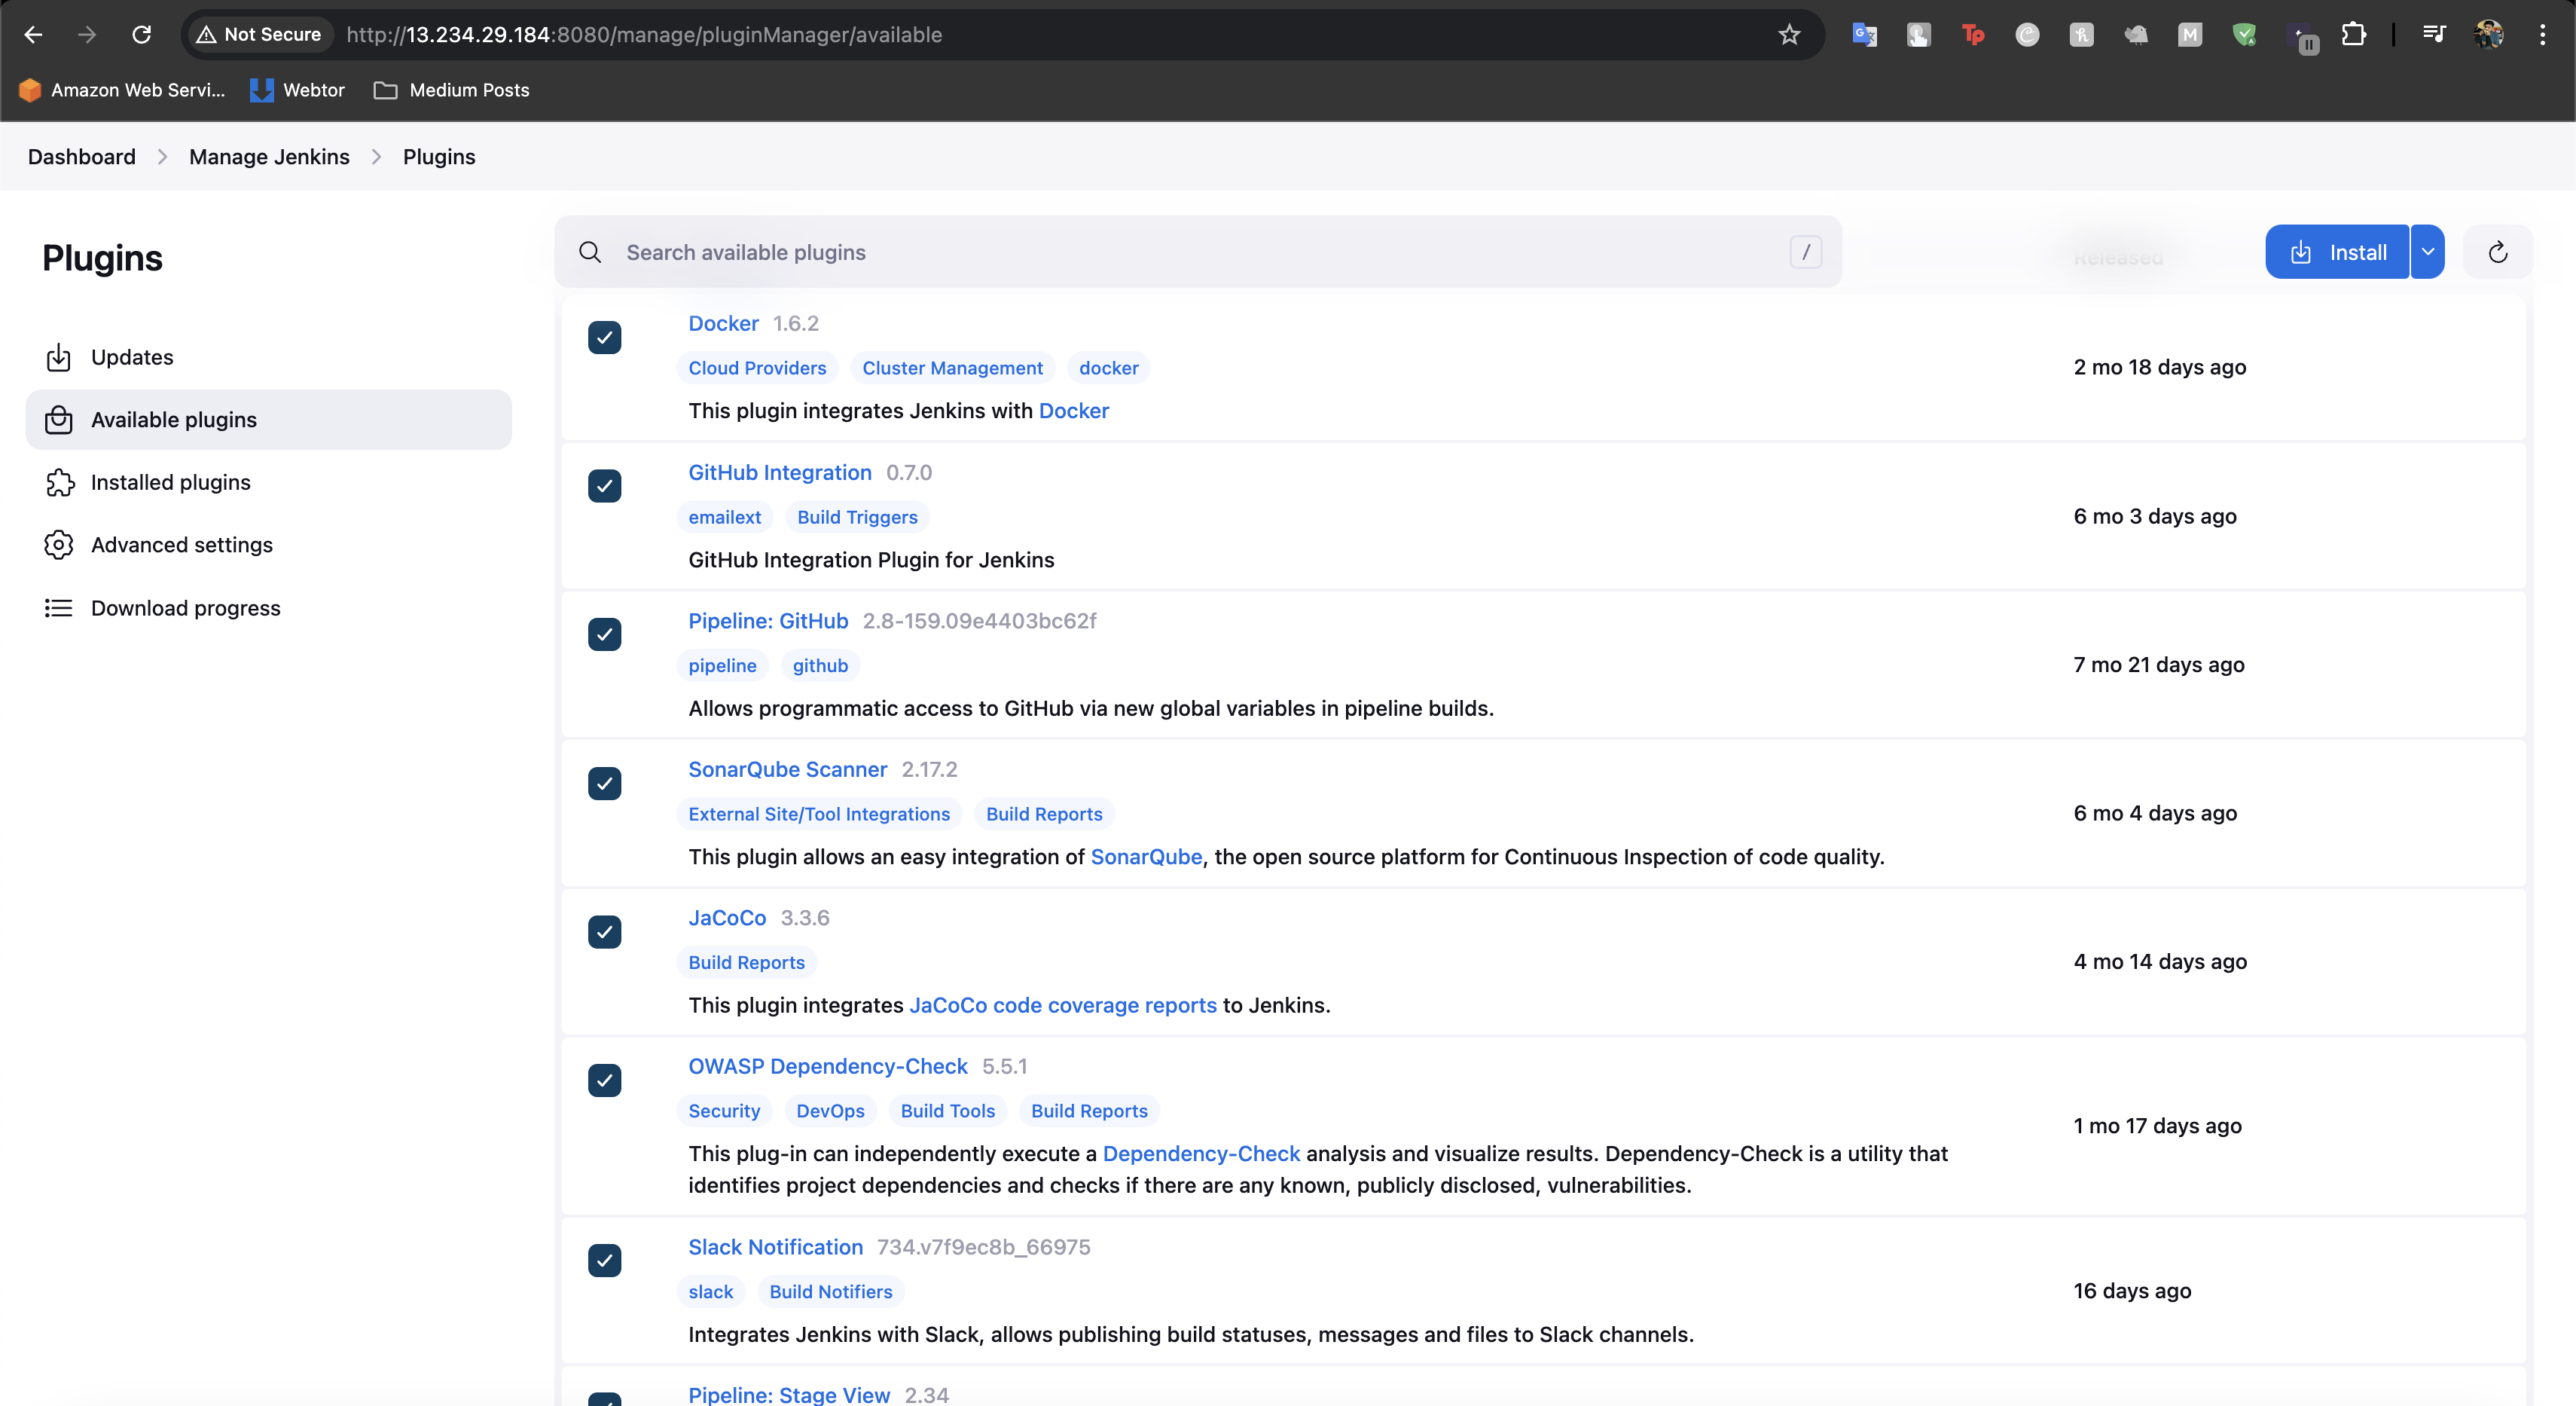 Not Secure
http://13.234.29.184:8080/manage/pluginManager/available
Amazon Web Servi...
Webtor
Medium Posts
Dashboard
Manage Jenkins
Plugins
Plugins
Updates
Available plugins
Installed plugins
Advanced settings
Download progress
Search available plugins
/
Released
Install
Docker 1.6.2
Cloud Providers Cluster Management docker
This plugin integrates Jenkins with Docker
2 mo 18 days ago
GitHub Integration 0.7.0
emailext Build Triggers
GitHub Integration Plugin for Jenkins
6 mo 3 days ago
Pipeline: GitHub 2.8-159.09e4403bc62f
pipeline github
Allows programmatic access to GitHub via new global variables in pipeline builds.
7 mo 21 days ago
SonarQube Scanner 2.17.2
External Site/Tool Integrations Build Reports
This plugin allows an easy integration of SonarQube, the open source platform for Continuous Inspection of code quality.
6 mo 4 days ago
JaCoCo 3.3.6
Build Reports
This plugin integrates JaCoCo code coverage reports to Jenkins.
4 mo 14 days ago
OWASP Dependency-Check 5.5.1
Security DevOps Build Tools Build Reports
This plug-in can independently execute a Dependency-Check analysis and visualize results. Dependency-Check is a utility that
identifies project dependencies and checks if there are any known, publicly disclosed, vulnerabilities.
1 mo 17 days ago
Slack Notification 734.v7f9ec8b_66975
slack Build Notifiers
Integrates Jenkins with Slack, allows publishing build statuses, messages and files to Slack channels.
16 days ago
Pipeline: Stage View 2.34